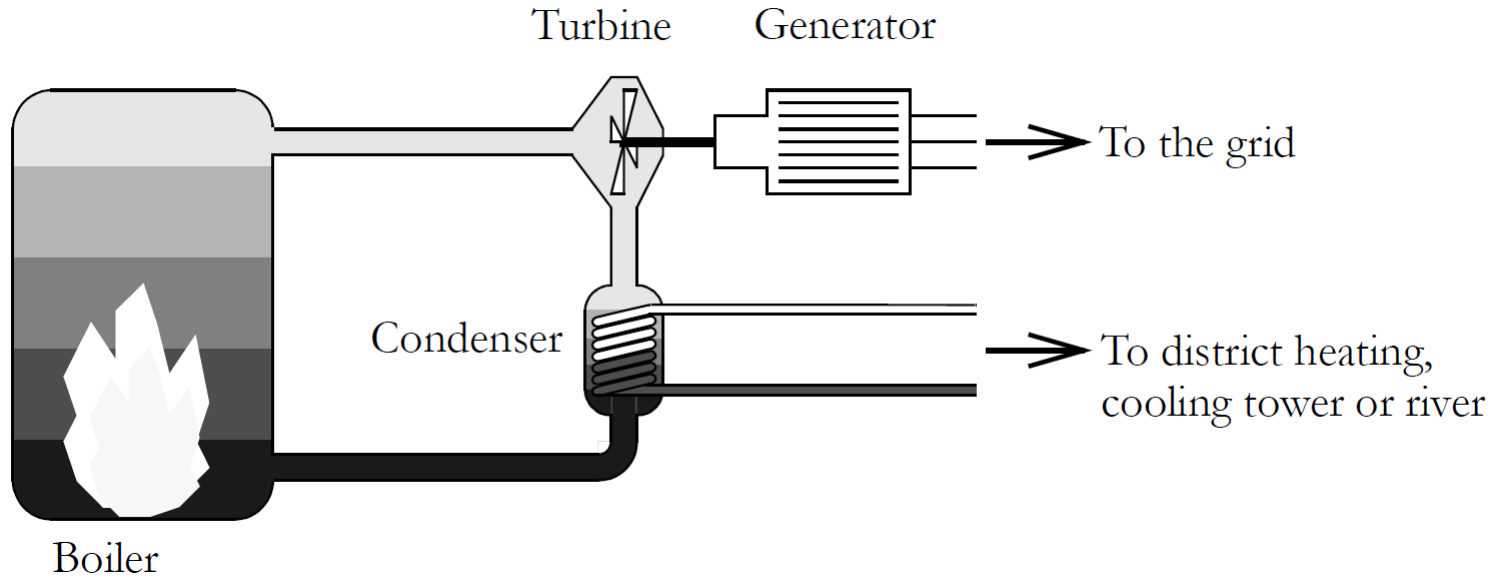 Turbine
Generator
To the grid
Condenser
To district heating,
cooling tower or river
Boiler